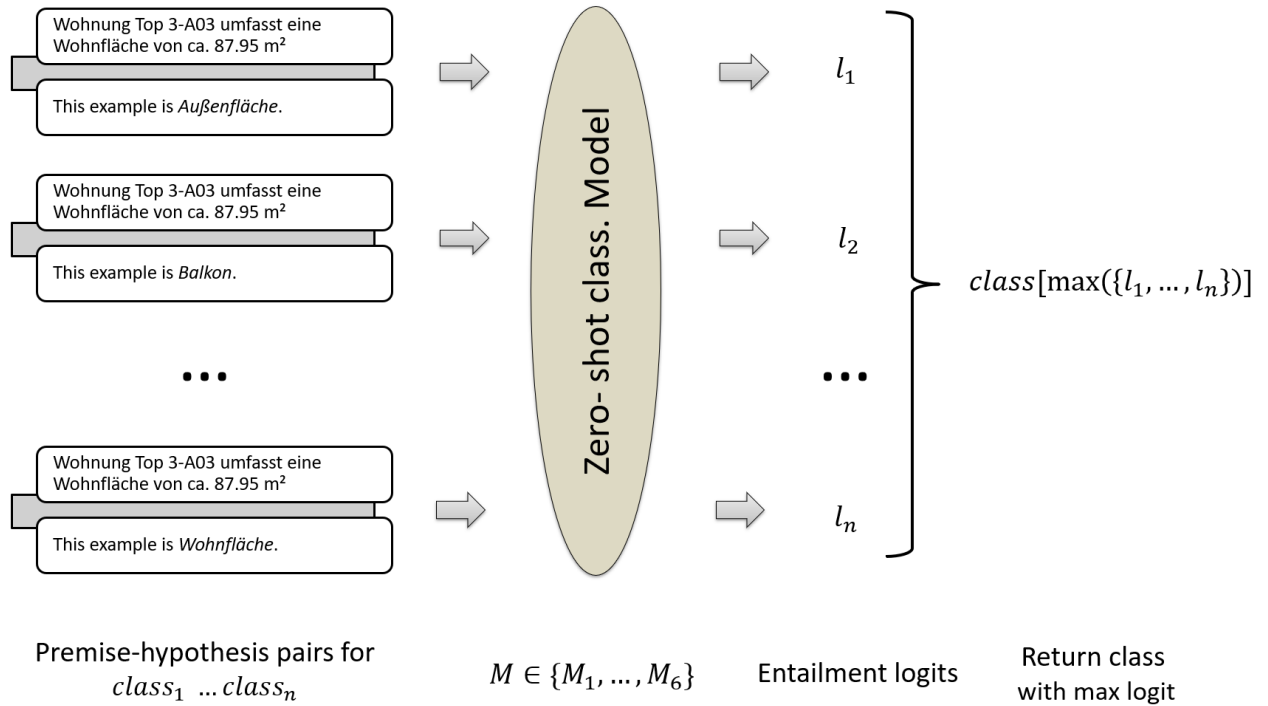 Wohnung Top 3-A03 umfasst eine
Wohnfläche von ca. 87.95 m²
This example is Außenfläche.
l₁
Wohnung Top 3-A03 umfasst eine
Wohnfläche von ca. 87.95 m²
This example is Balkon.
l₂
...
Zero- shot class. Model
...
class[max({l₁, … , lₙ})]
Wohnung Top 3-A03 umfasst eine
Wohnfläche von ca. 87.95 m²
This example is Wohnfläche.
lₙ
Premise-hypothesis pairs for
class₁ … classₙ
M ∈ {M₁, … , M₆}
Entailment logits
Return class
with max logit